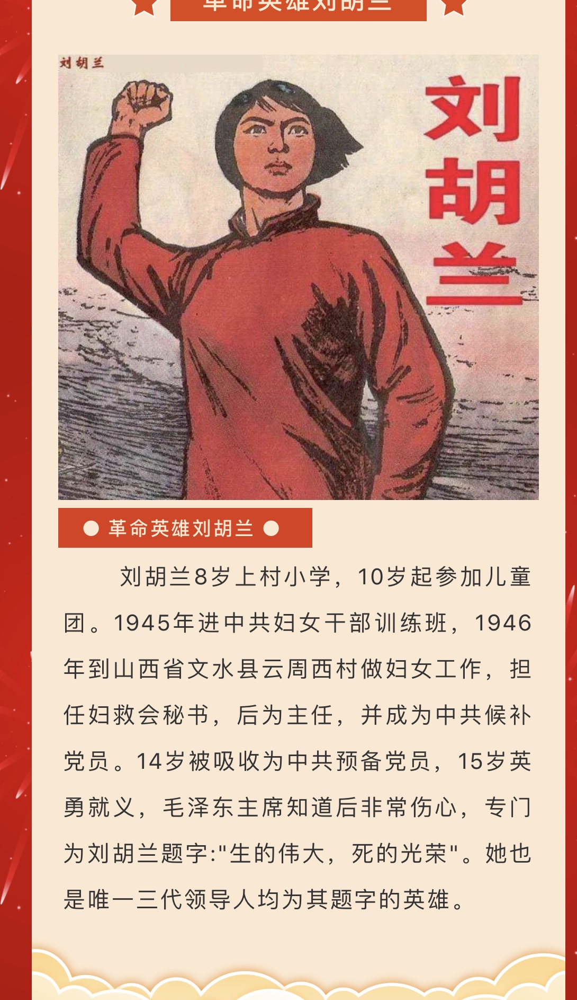 革命英雄刘胡兰
刘胡兰
刘
胡
兰
● 革命英雄刘胡兰 ●
刘胡兰8岁上村小学，10岁起参加儿童
团。1945年进中共妇女干部训练班，1946
年到山西省文水县云周西村做妇女工作，担
任妇救会秘书，后为主任，并成为中共候补
党员。14岁被吸收为中共预备党员，15岁英
勇就义，毛泽东主席知道后非常伤心，专门
为刘胡兰题字:"生的伟大，死的光荣"。她也
是唯一三代领导人均为其题字的英雄。